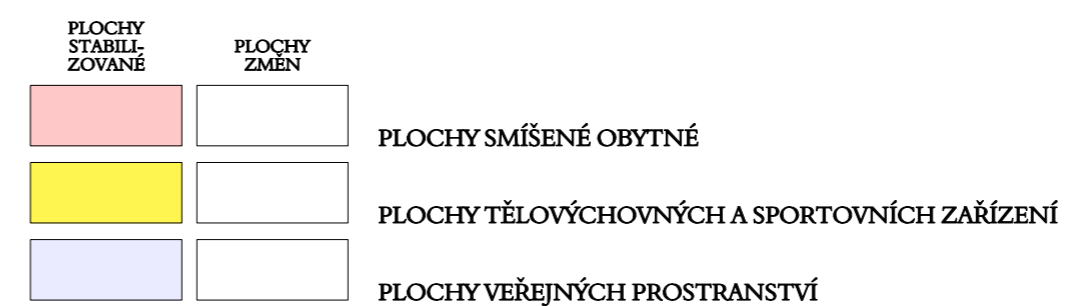 PLOCHY
STABILI-
ZOVANÉ
PLOCHY
ZMĚN
PLOCHY SMÍŠENÉ OBYTNÉ
PLOCHY TĚLOVÝCHOVNÝCH A SPORTOVNÍCH ZAŘÍZENÍ
PLOCHY VEŘEJNÝCH PROSTRANSTVÍ